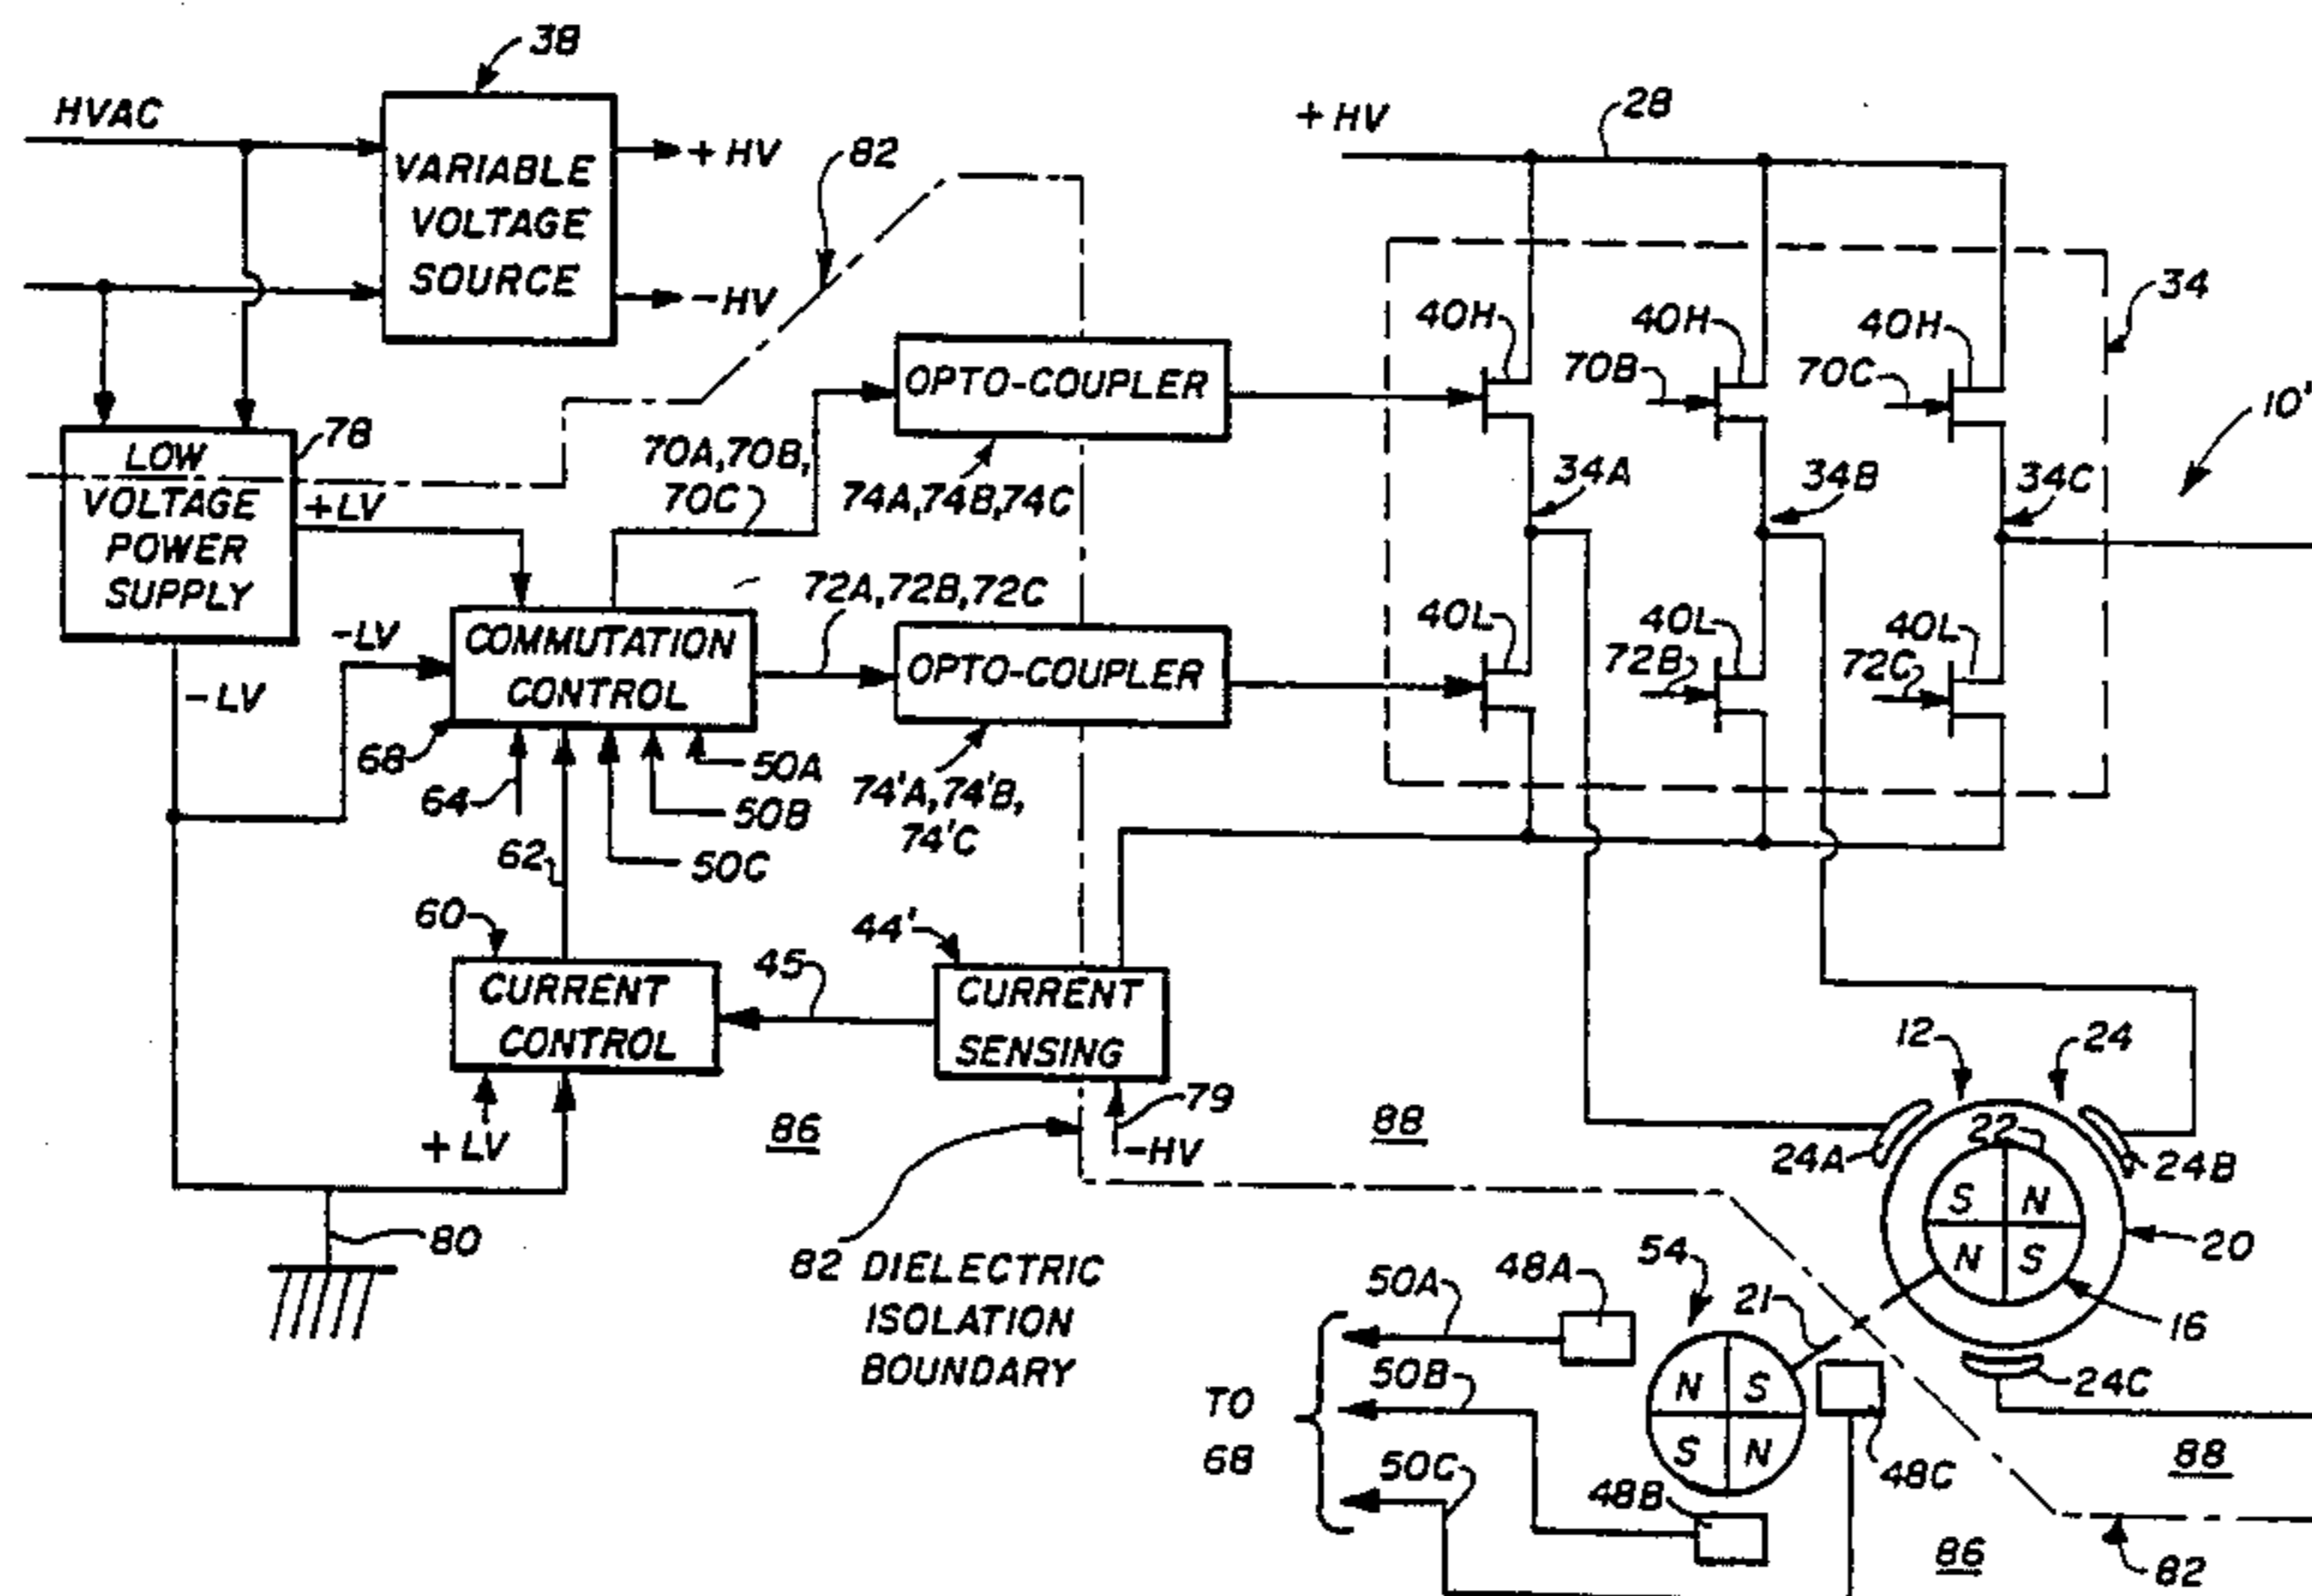 38
HVAC
VARIABLE
VOLTAGE
SOURCE
+ HV
- HV
82
+ HV
28
34
10'
40H
40H
40H
70B
70C
OPTO-COUPLER
74A, 74B, 74C
70A, 70B,
70C
78
LOW
VOLTAGE
POWER
SUPPLY
+LV
-LV
-LV
34A
34B
34C
COMMUTATION
CONTROL
68
72A, 72B, 72C
OPTO-COUPLER
74'A, 74'B,
74'C
40L
40L
40L
72B
72C
64
50A
50B
50C
62
60
CURRENT
CONTROL
+ LV
45
44'
CURRENT
SENSING
79
-HV
86
88
80
82 DIELECTRIC
ISOLATION
BOUNDARY
12
24
22
24A
24B
S
N
N
S
20
16
24C
88
54
21
48A
50A
50B
50C
TO
68
N
S
S
N
48B
48C
86
82